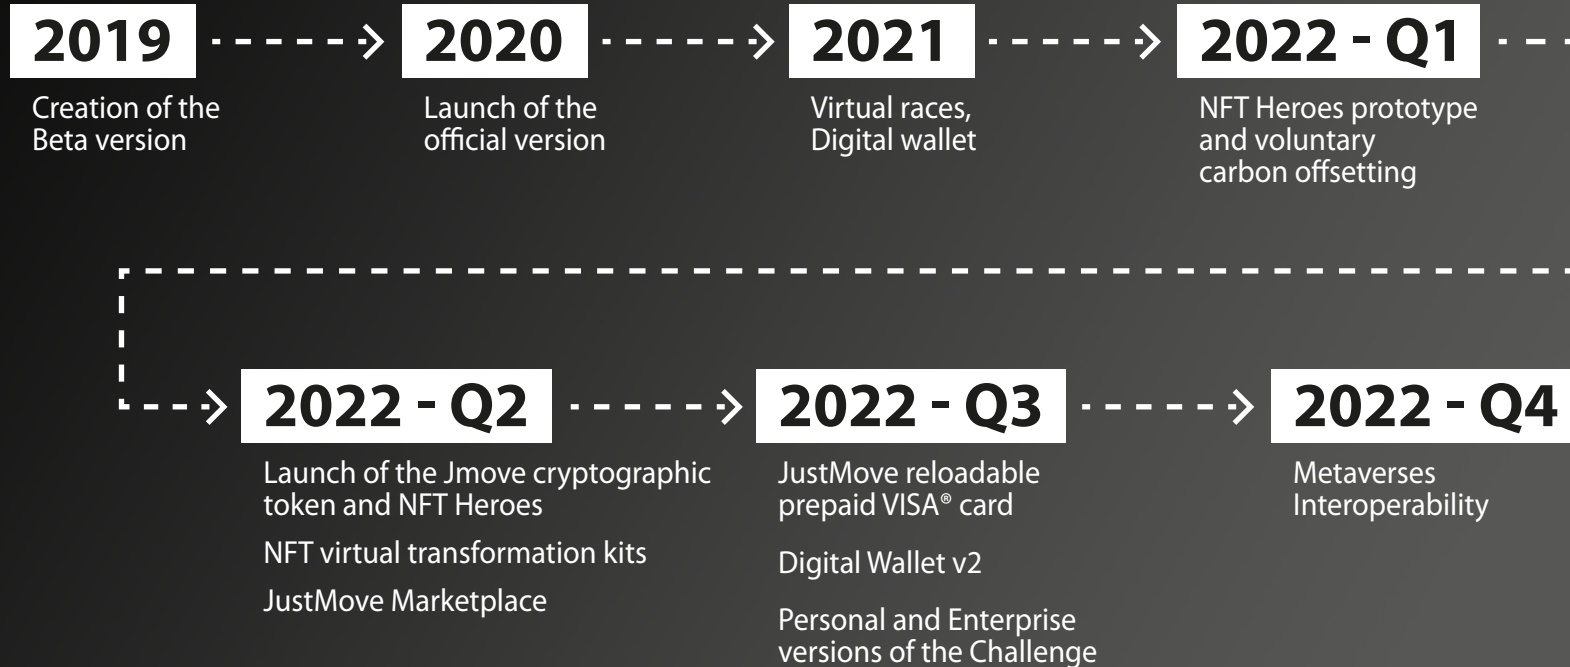 2019
Creation of the
Beta version
2020
Launch of the
official version
2021
Virtual races,
Digital wallet
2022 - Q1
NFT Heroes prototype
and voluntary
carbon offsetting
2022 - Q2
Launch of the Jmove cryptographic
token and NFT Heroes
NFT virtual transformation kits
JustMove Marketplace
2022 - Q3
JustMove reloadable
prepaid VISA® card
Digital Wallet v2
Personal and Enterprise
versions of the Challenge
2022 - Q4
Metaverses
Interoperability